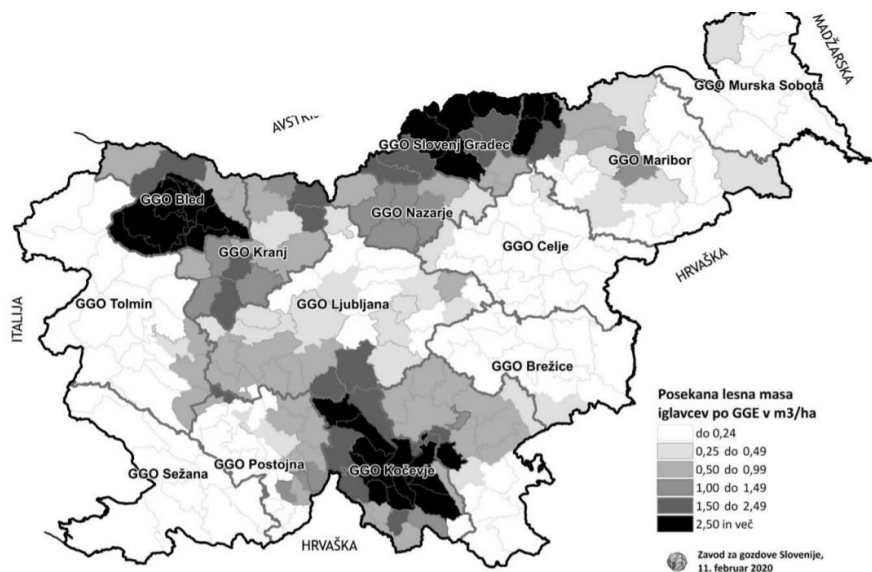 MADŽARSKA
GGO Murska Sobota
GGO Slovenj Gradec
GGO Maribor
GGO Bled
GGO Nazarje
GGO Kranj
GGO Celje
HRVAŠKA
ITALIJA
GGO Tolmin
GGO Ljubljana
GGO Brežice
GGO Sežana
GGO Postojna
GGO Kočevje
HRVAŠKA
Posekana lesna masa
iglavcev po GGE v m3/ha
do 0,24
0,25 do 0,49
0,50 do 0,99
1,00 do 1,49
1,50 do 2,49
2,50 in več
Zavod za gozdove Slovenije,
11. februar 2020